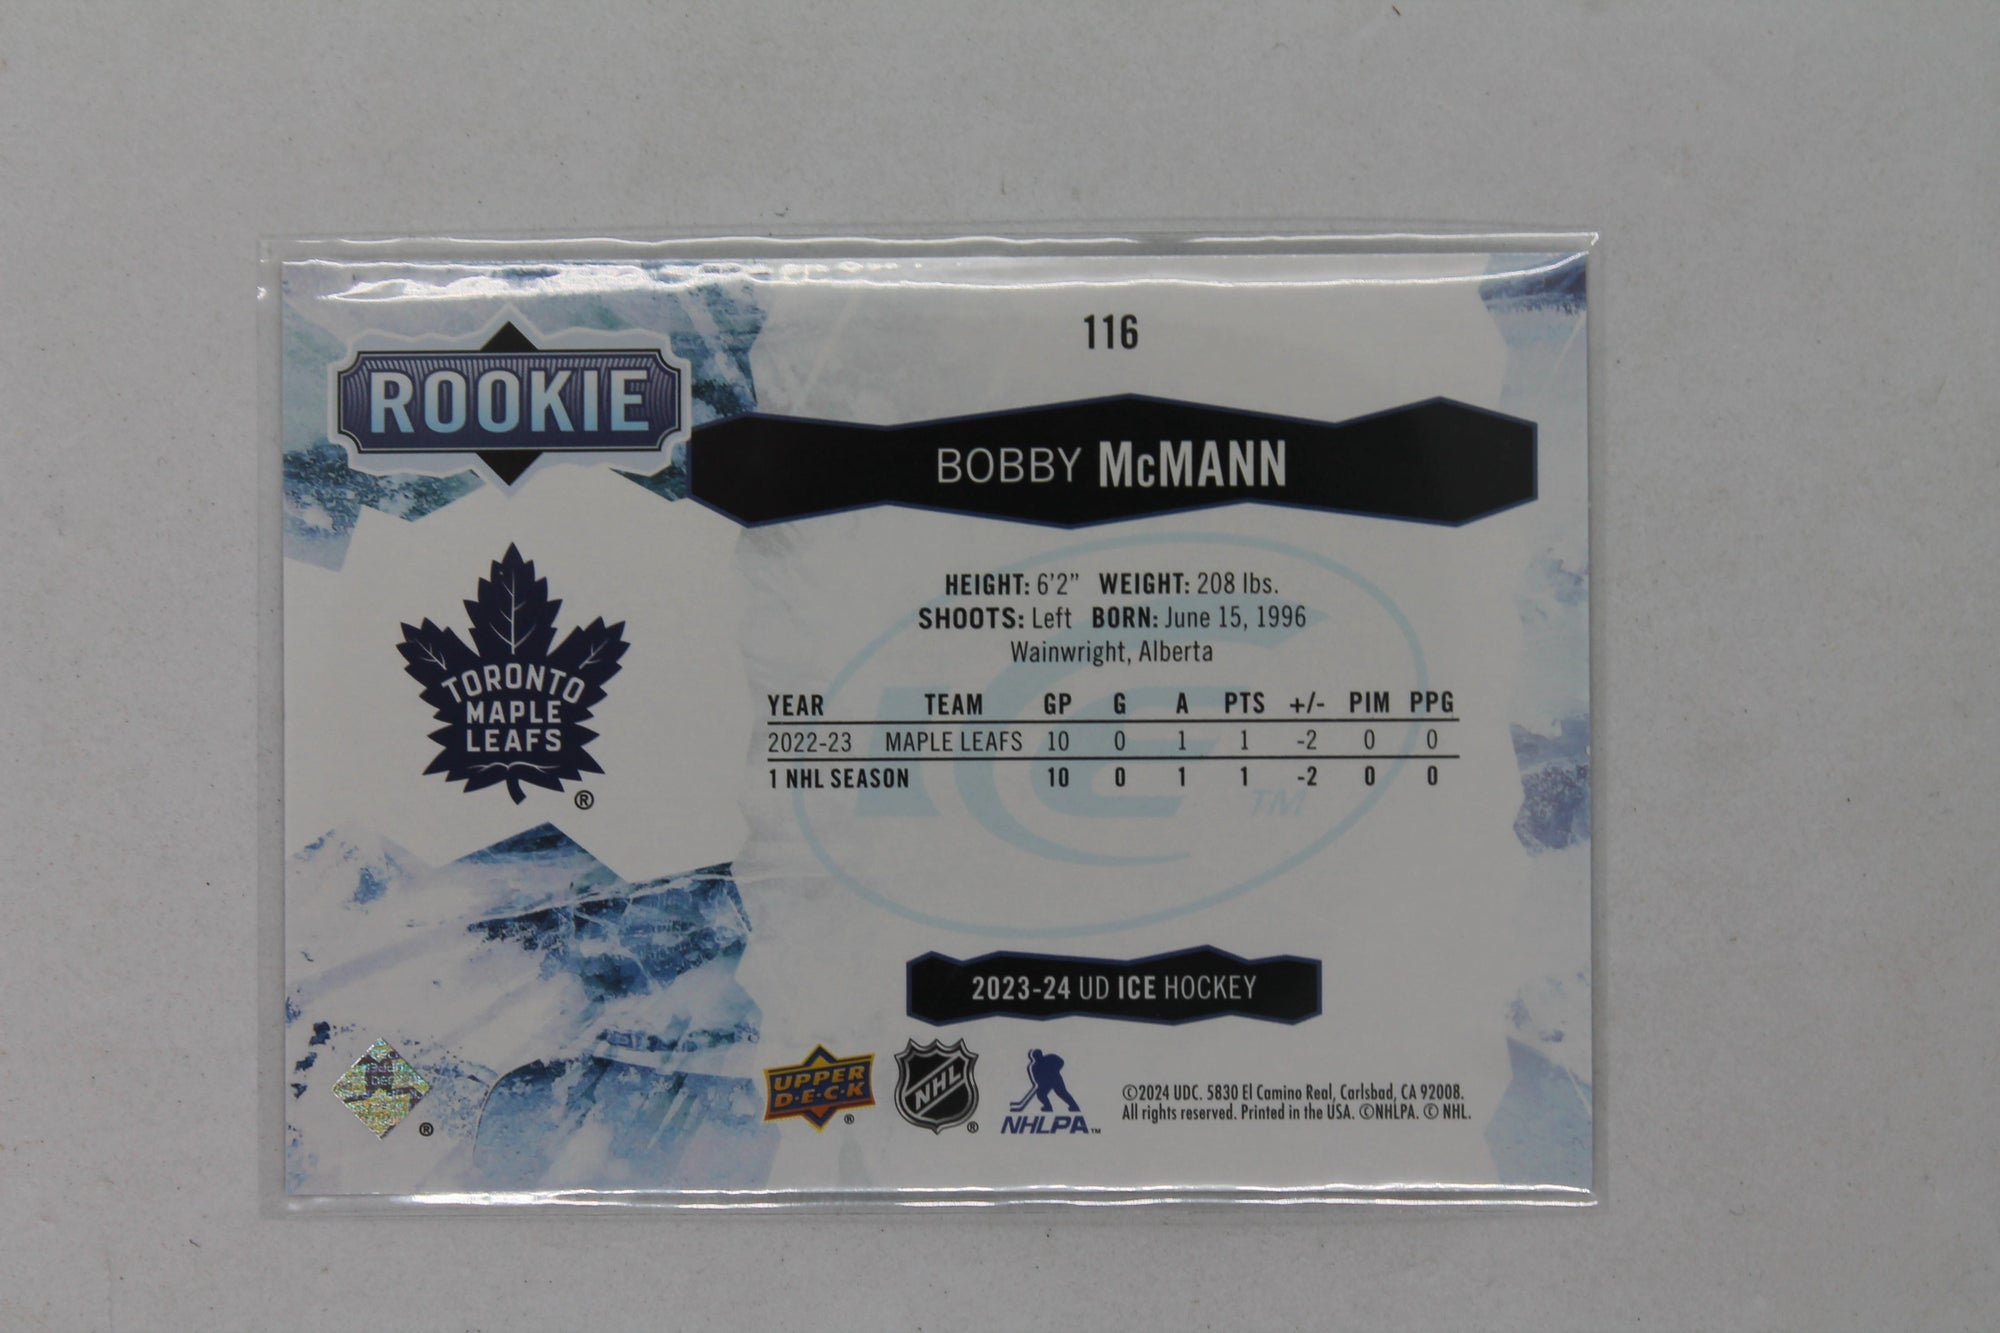 116
ROOKIE
BOBBY McMANN
HEIGHT: 6'2" WEIGHT: 208 lbs.
SHOOTS: Left BORN: June 15, 1996
Wainwright, Alberta
TORONTO
MAPLE
LEAFS
®
YEAR TEAM GP G A PTS +/- PIM PPG
2022-23 MAPLE LEAFS 10 0 1 1 -2 0 0
1 NHL SEASON 10 0 1 1 -2 0 0
ICE
TM
2023-24 UD ICE HOCKEY
UPPER
D·E·C·K
®
NHL
®
NHLPA™
®
©2024 UDC. 5830 El Camino Real, Carlsbad, CA 92008.
All rights reserved. Printed in the USA. ©NHLPA. © NHL.